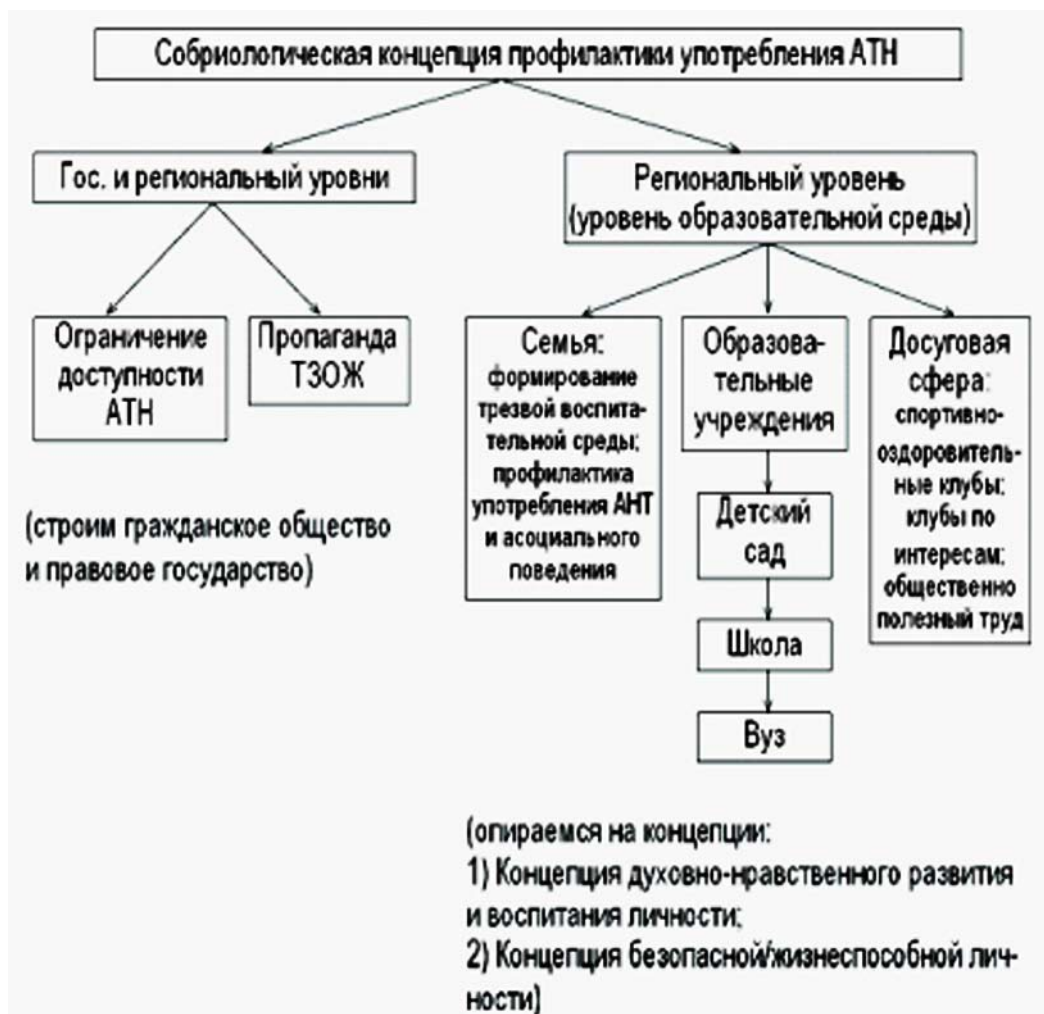 Собриологическая концепция профилактики употребления АТН
Гос. и региональный уровни
Региональный уровень
(уровень образовательной среды)
Ограничение
доступности
АТН
Пропаганда
ТЗОЖ
(строим гражданское общество
и правовое государство)
Семья:
формирование
трезвой воспита-
тельной среды;
профилактика
употребления АНТ
и асоциального
поведения
Образова-
тельные
учреждения
Детский
сад
Школа
Вуз
Досуговая
сфера:
спортивно-
оздоровитель-
ные клубы;
клубы по
интересам;
общественно
полезный труд
(опираемся на концепции:
1) Концепция духовно-нравственного развития
и воспитания личности;
2) Концепция безопасной/жизнеспособной лич-
ности)